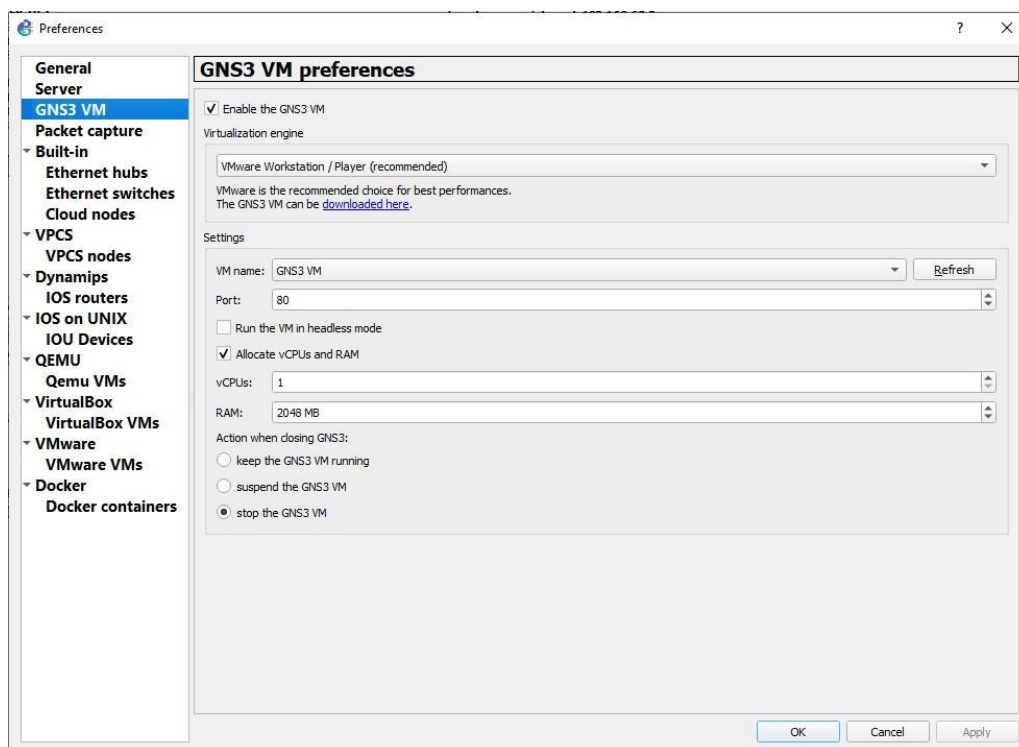 Preferences
General
Server
GNS3 VM
Packet capture
Built-in
Ethernet hubs
Ethernet switches
Cloud nodes
VPCS
VPCS nodes
Dynamips
IOS routers
IOS on UNIX
IOU Devices
QEMU
Qemu VMs
VirtualBox
VirtualBox VMs
VMware
VMware VMs
Docker
Docker containers
GNS3 VM preferences
Enable the GNS3 VM
Virtualization engine
VMware Workstation / Player (recommended)
VMware is the recommended choice for best performances.
The GNS3 VM can be downloaded here.
Settings
VM name: GNS3 VM Refresh
Port: 80
Run the VM in headless mode
Allocate vCPUs and RAM
vCPUs: 1
RAM: 2048 MB
Action when closing GNS3:
keep the GNS3 VM running
suspend the GNS3 VM
stop the GNS3 VM
OK Cancel Apply